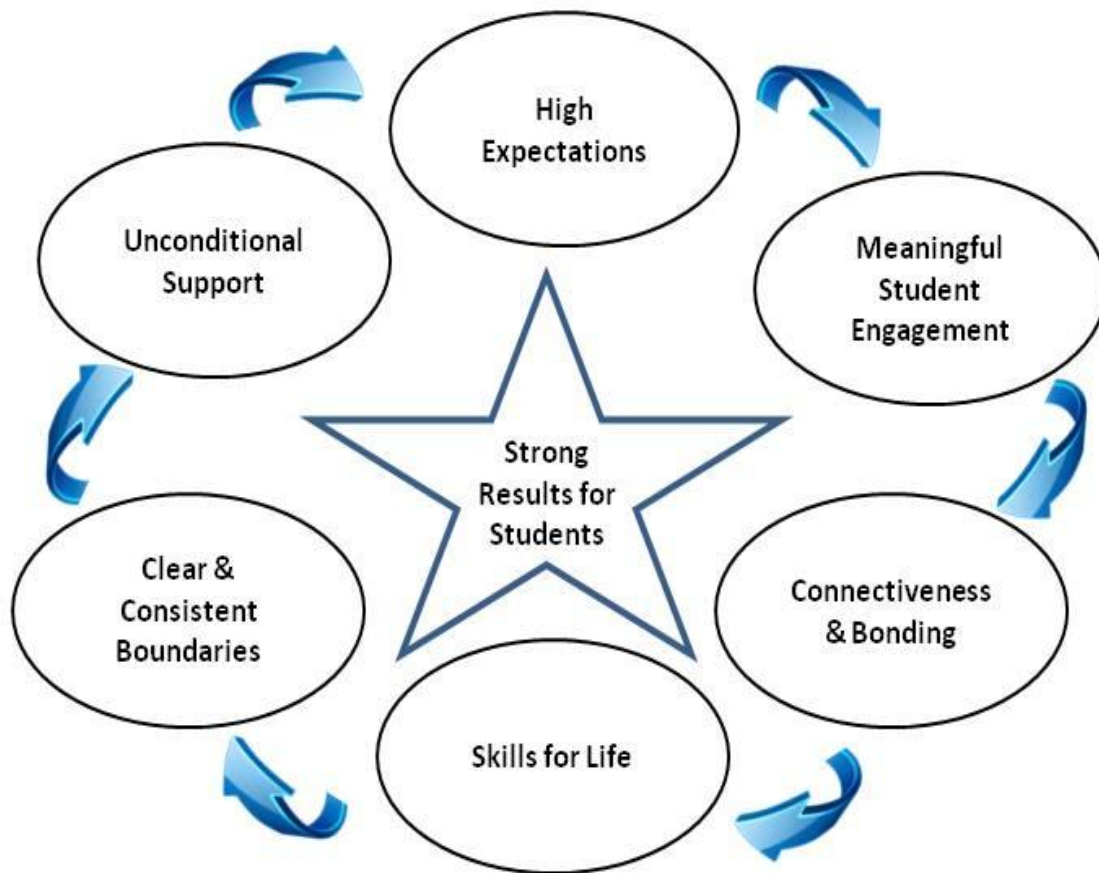 High
Expectations
Meaningful
Student
Engagement
Connectiveness
& Bonding
Skills for Life
Clear &
Consistent
Boundaries
Unconditional
Support
Strong
Results for
Students